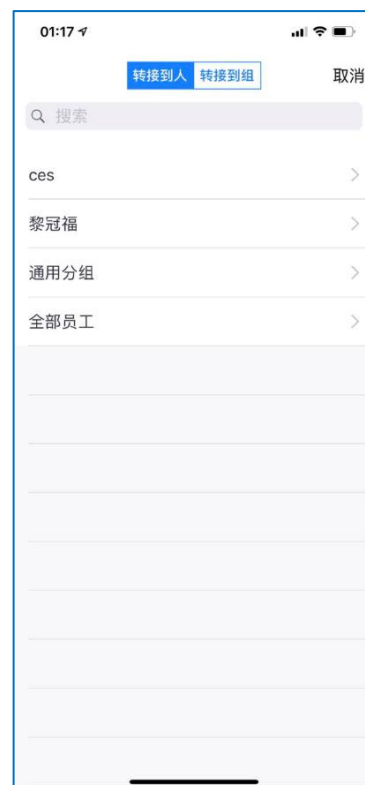 01:17
转接到人 转接到组 取消
搜索
ces
黎冠福
通用分组
全部员工